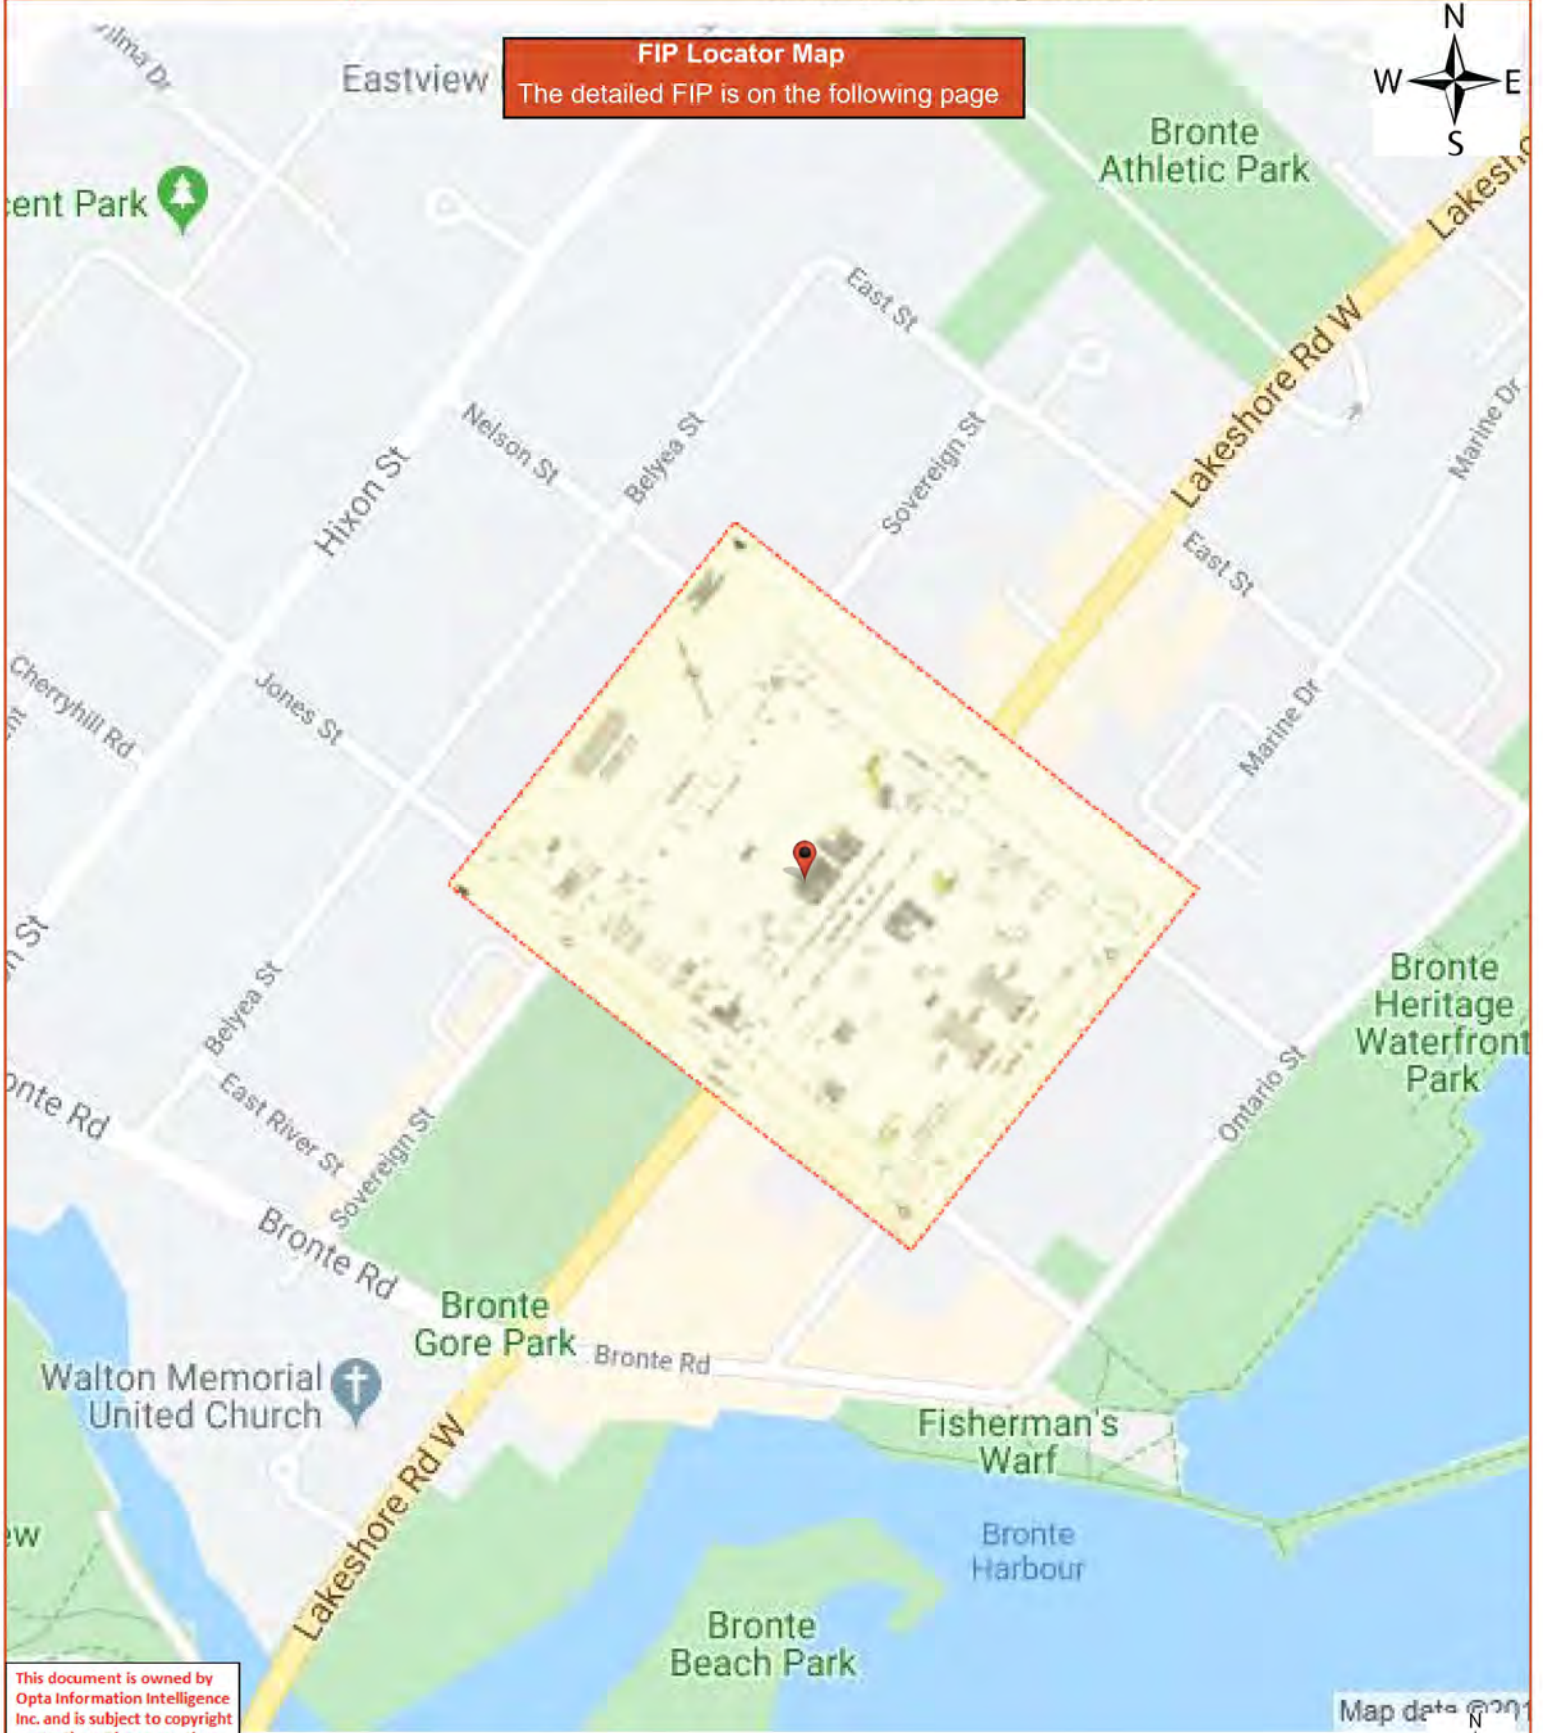 N
W E
S
FIP Locator Map
The detailed FIP is on the following page
Eastview
Bronte
Athletic Park
Lakeshore Rd W
East St
Marine Dr
Nelson St
Belyea St
Sovereign St
Hixon St
East St
Cherryhill Rd
Jones St
Marine Dr
Belyea St
Bronte
Heritage
Waterfront
Park
East River St
Sovereign St
Ontario St
Bronte Rd
Bronte
Gore Park
Bronte Rd
Walton Memorial
United Church
Fisherman's
Warf
Lakeshore Rd W
Bronte
Harbour
Bronte
Beach Park
This document is owned by
Opta Information Intelligence
Inc. and is subject to copyright
Map data
N